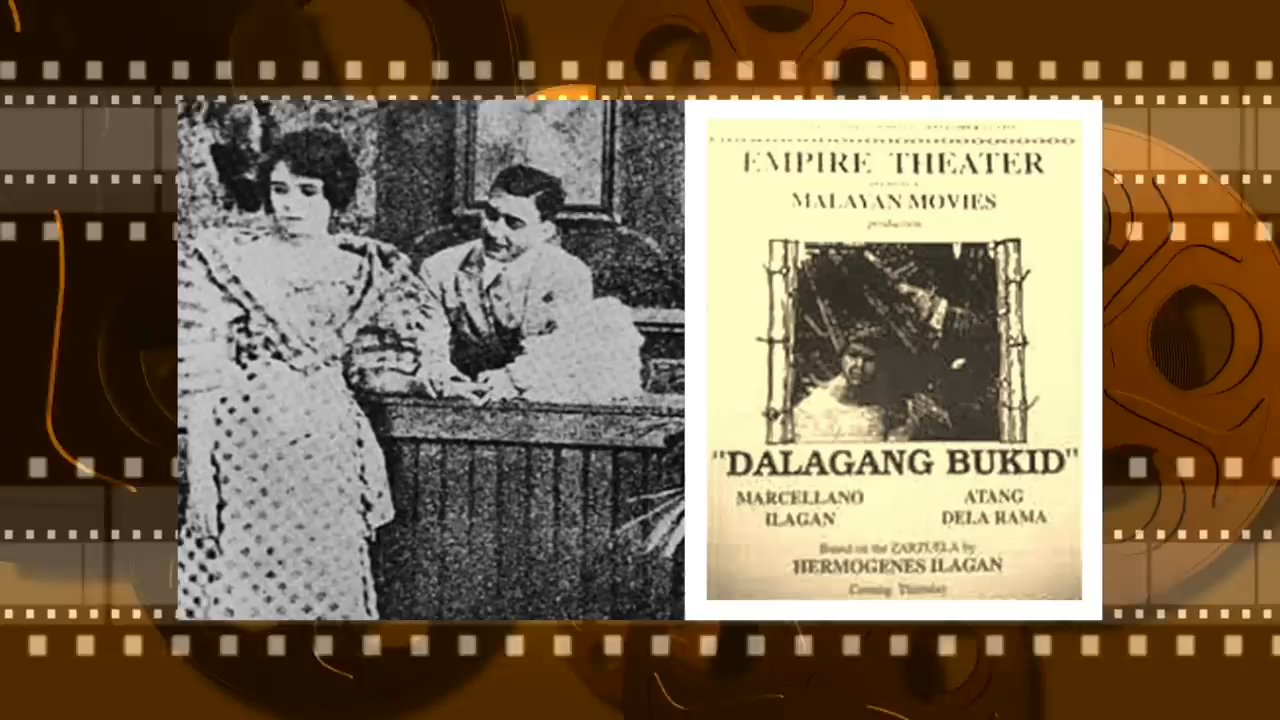 EMPIRE THEATER
MALAYAN MOVIES
production
"DALAGANG BUKID"
MARCELLANO
ILAGAN
ATANG
DELA RAMA
Based on the ZARZUELA by
HERMOGENES ILAGAN
Coming Thursday